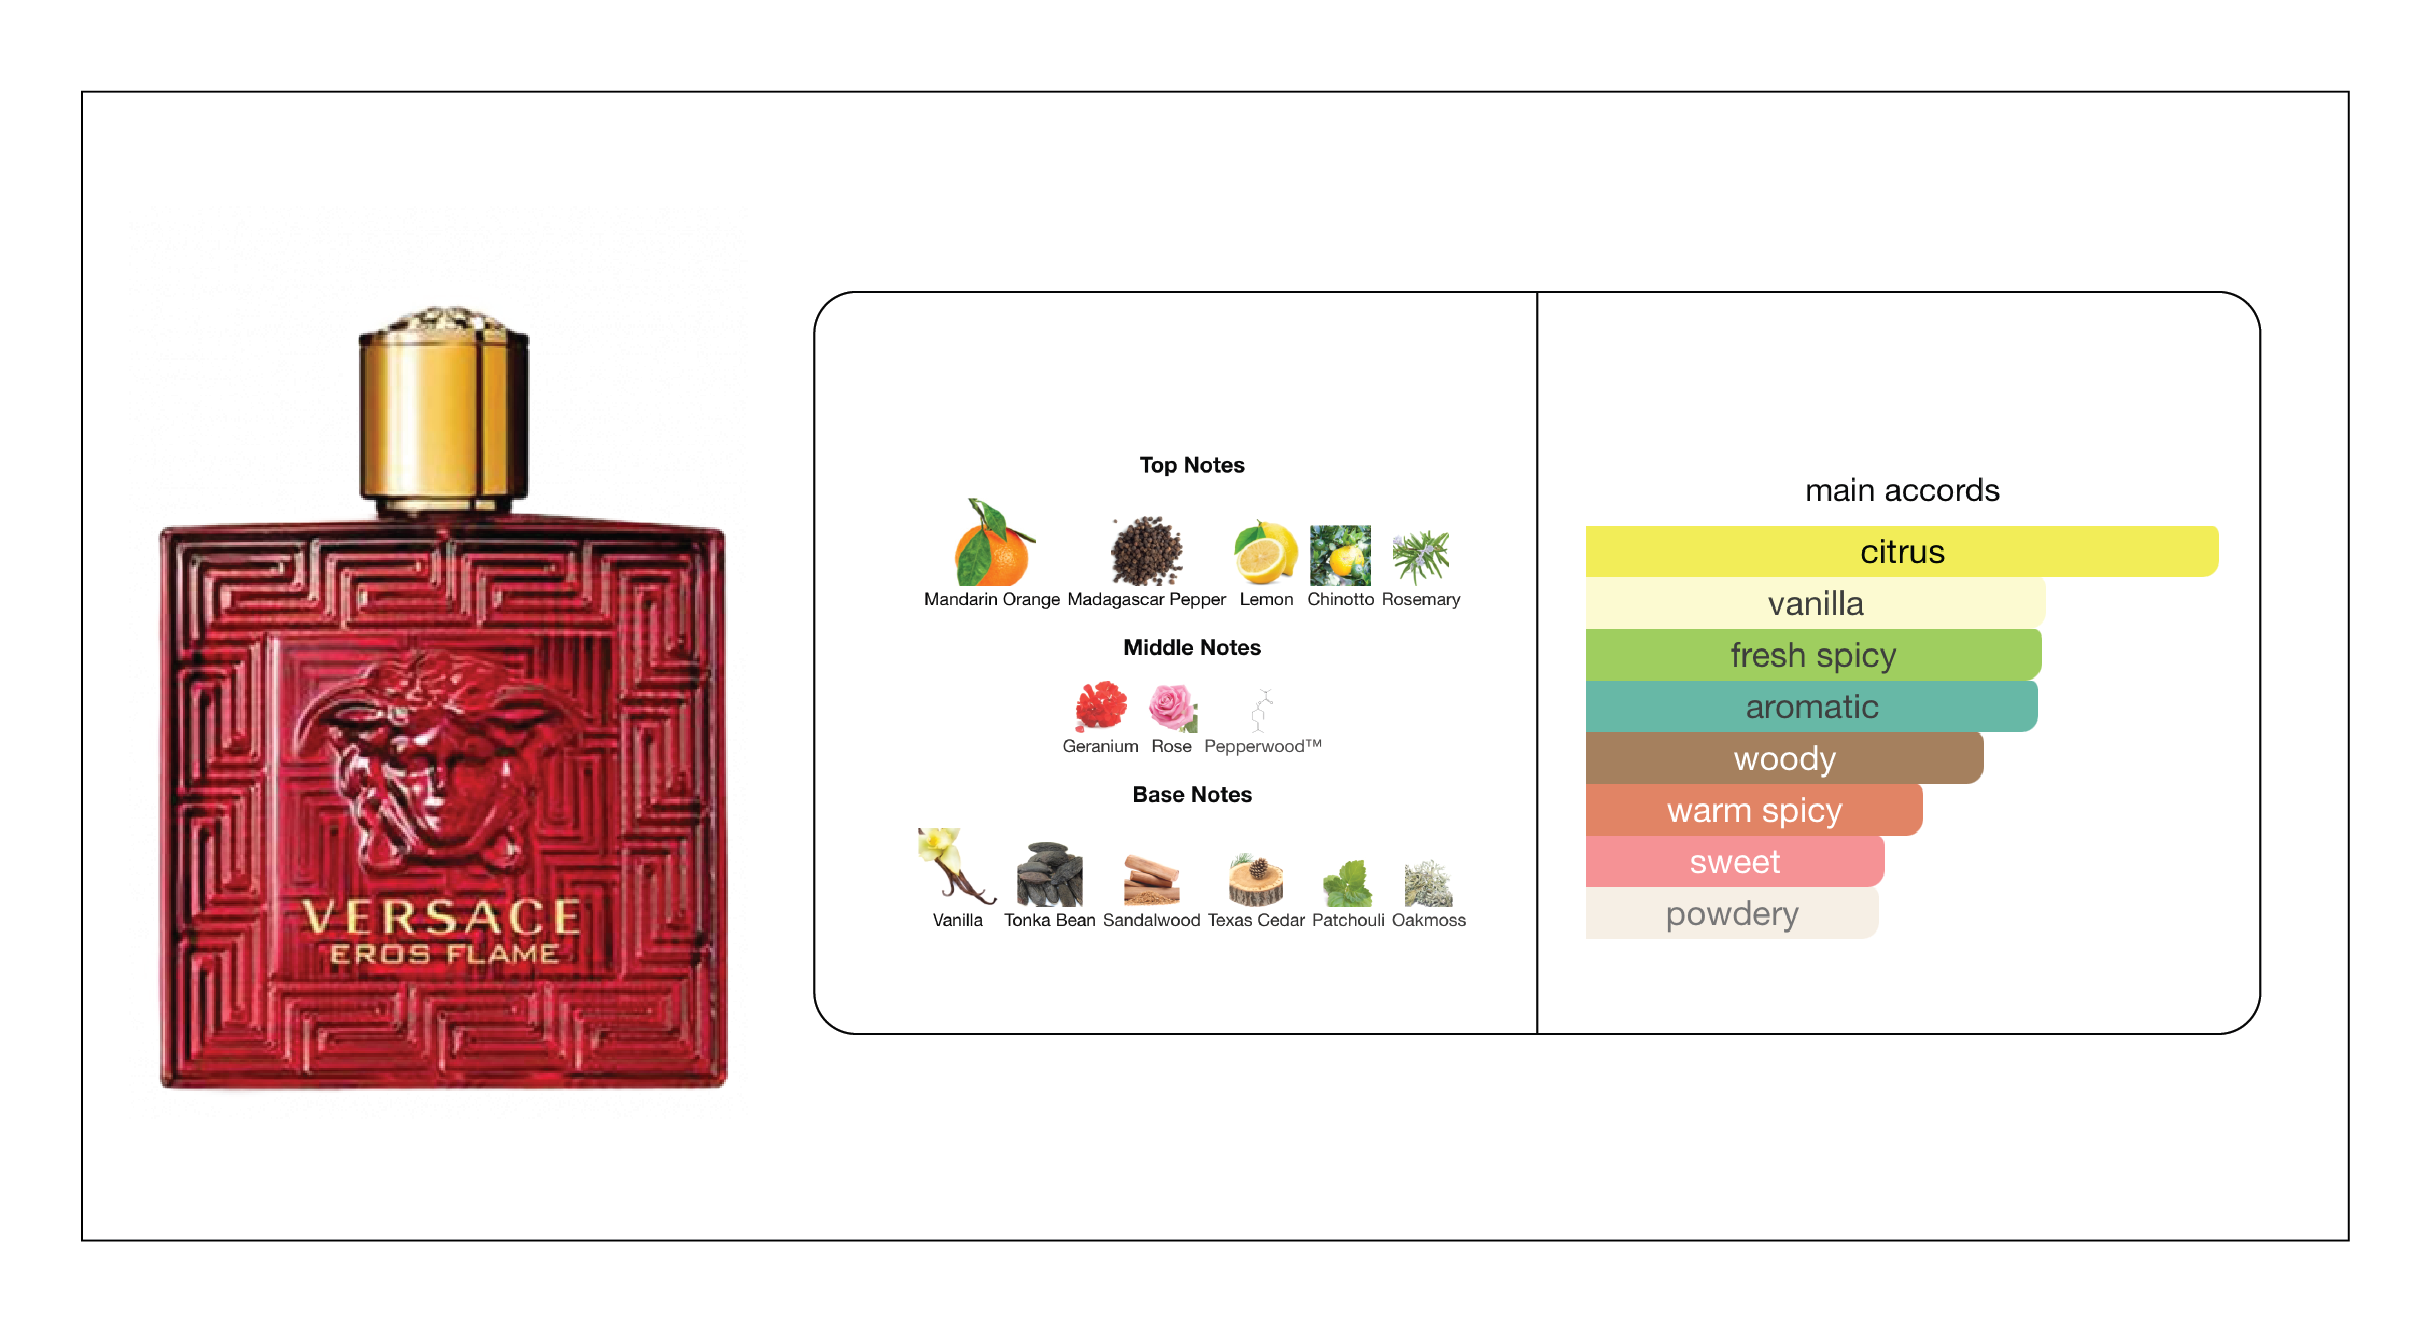 VERSACE
EROS FLAME
Top Notes
Mandarin Orange Madagascar Pepper Lemon Chinotto Rosemary
Middle Notes
Geranium Rose Pepperwood™
Base Notes
Vanilla Tonka Bean Sandalwood Texas Cedar Patchouli Oakmoss
main accords
citrus
vanilla
fresh spicy
aromatic
woody
warm spicy
sweet
powdery